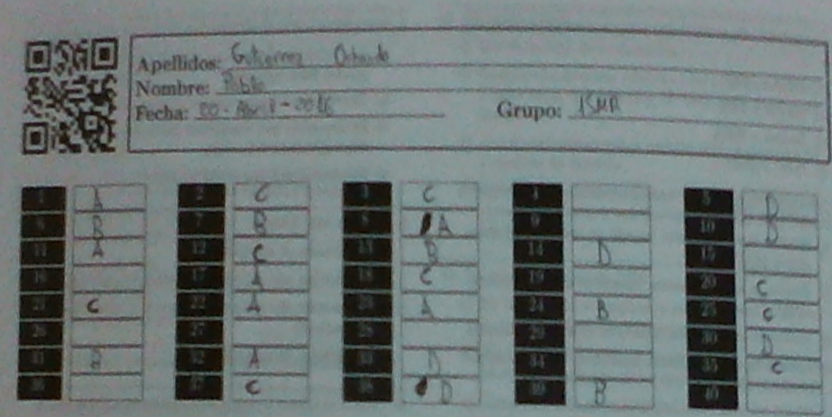 Apellidos: Gutierrez
Nombre: Pablo
Fecha: 20 - Abril - 2016 Grupo: 1SMR
1 A 2 C 3 C 4 5 D
6 B 7 B 8 A 9 10 D
11 A 12 C 13 B 14 D 15
16 17 A 18 C 19 20 C
21 C 22 A 23 A 24 B 25 C
26 27 28 29 30 D
31 32 A 33 D 34 35 C
36 37 C 38 D 39 B 40